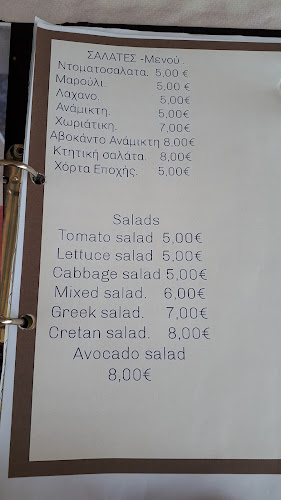 ΣΑΛΑΤΕΣ -Μενού .
Ντοματοσαλατα. 5,00 €
Μαρούλι. 5,00 €
Λαχανο. 5,00€
Ανάμικτη. 5,00€
Χωριάτικη. 7,00€
Αβοκάντο Ανάμικτη 8,00€
Κτητική σαλάτα. 8,00€
Χόρτα Εποχής. 5,00€
Salads
Tomato salad 5,00€
Lettuce salad 5,00€
Cabbage salad 5,00€
Mixed salad. 6,00€
Greek salad. 7,00€
Cretan salad. 8,00€
Avocado salad
8,00€